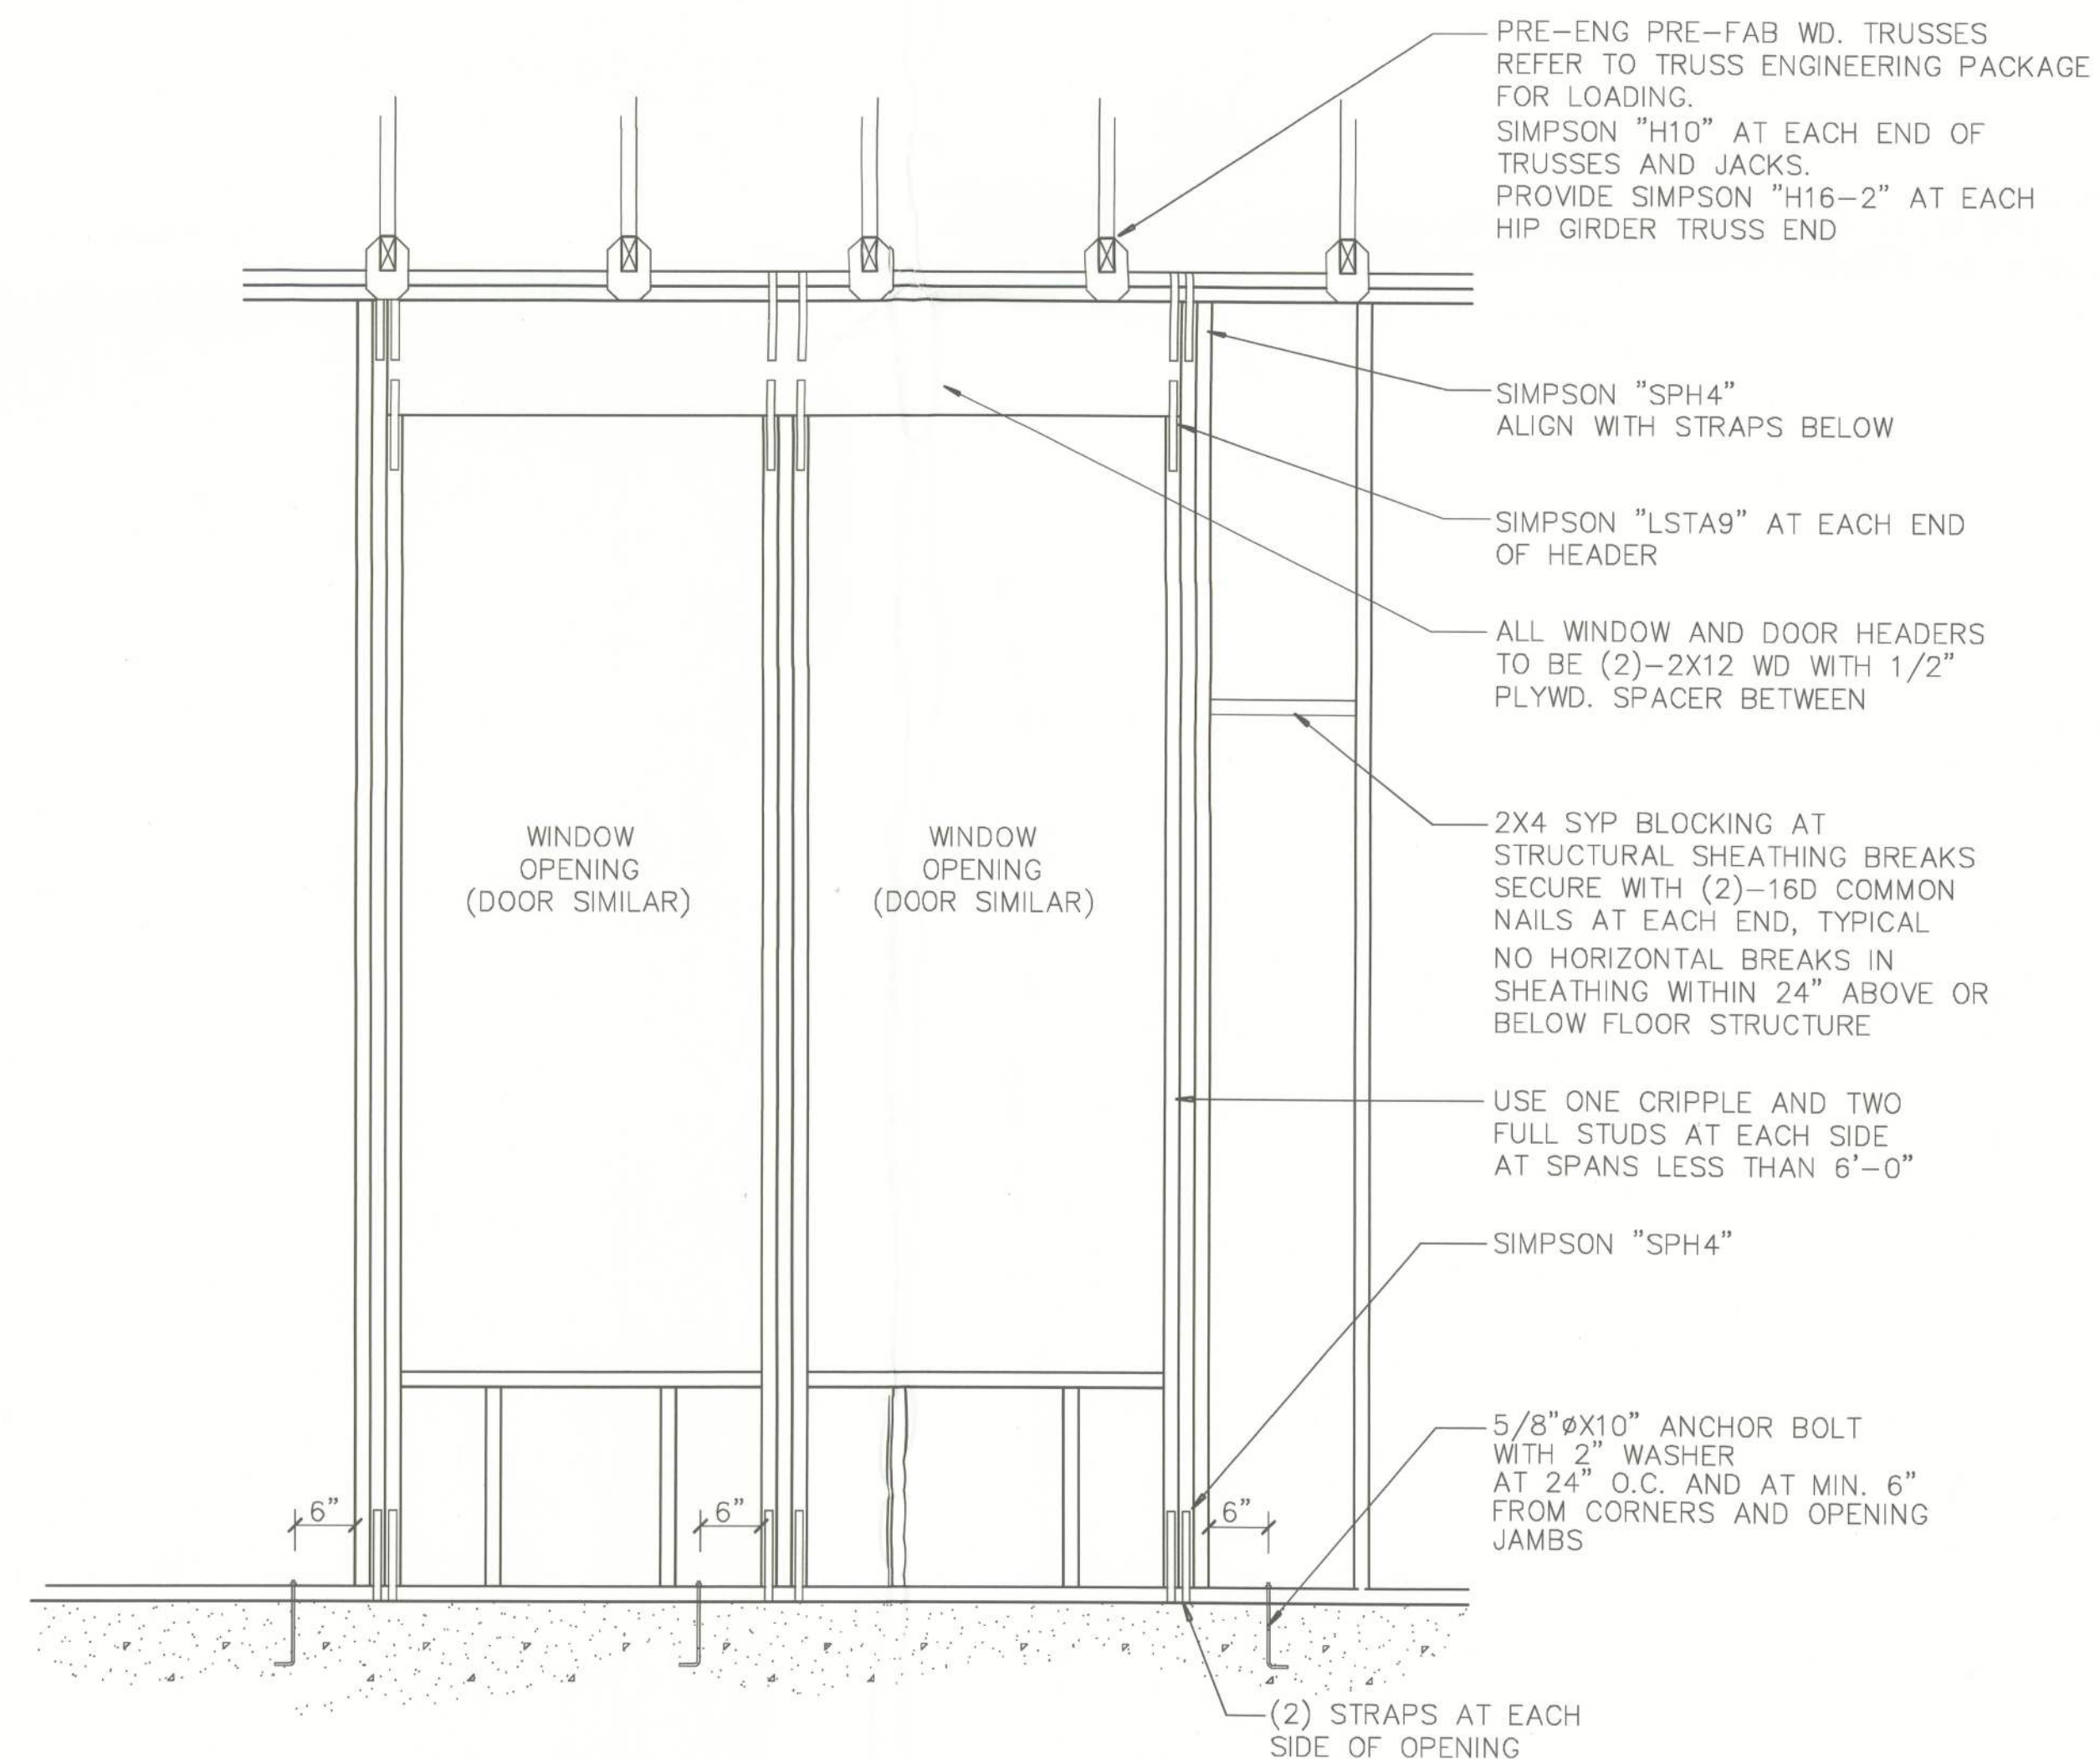 PRE-ENG PRE-FAB WD. TRUSSES
REFER TO TRUSS ENGINEERING PACKAGE
FOR LOADING.
SIMPSON "H10" AT EACH END OF
TRUSSES AND JACKS.
PROVIDE SIMPSON "H16-2" AT EACH
HIP GIRDER TRUSS END
SIMPSON "SPH4"
ALIGN WITH STRAPS BELOW
SIMPSON "LSTA9" AT EACH END
OF HEADER
ALL WINDOW AND DOOR HEADERS
TO BE (2)-2X12 WD WITH 1/2"
PLYWD. SPACER BETWEEN
WINDOW
OPENING
(DOOR SIMILAR)
WINDOW
OPENING
(DOOR SIMILAR)
2X4 SYP BLOCKING AT
STRUCTURAL SHEATHING BREAKS
SECURE WITH (2)-16D COMMON
NAILS AT EACH END, TYPICAL
NO HORIZONTAL BREAKS IN
SHEATHING WITHIN 24" ABOVE OR
BELOW FLOOR STRUCTURE
USE ONE CRIPPLE AND TWO
FULL STUDS AT EACH SIDE
AT SPANS LESS THAN 6'-0"
SIMPSON "SPH4"
5/8"øX10" ANCHOR BOLT
WITH 2" WASHER
AT 24" O.C. AND AT MIN. 6"
FROM CORNERS AND OPENING
JAMBS
6"
6"
6"
(2) STRAPS AT EACH
SIDE OF OPENING